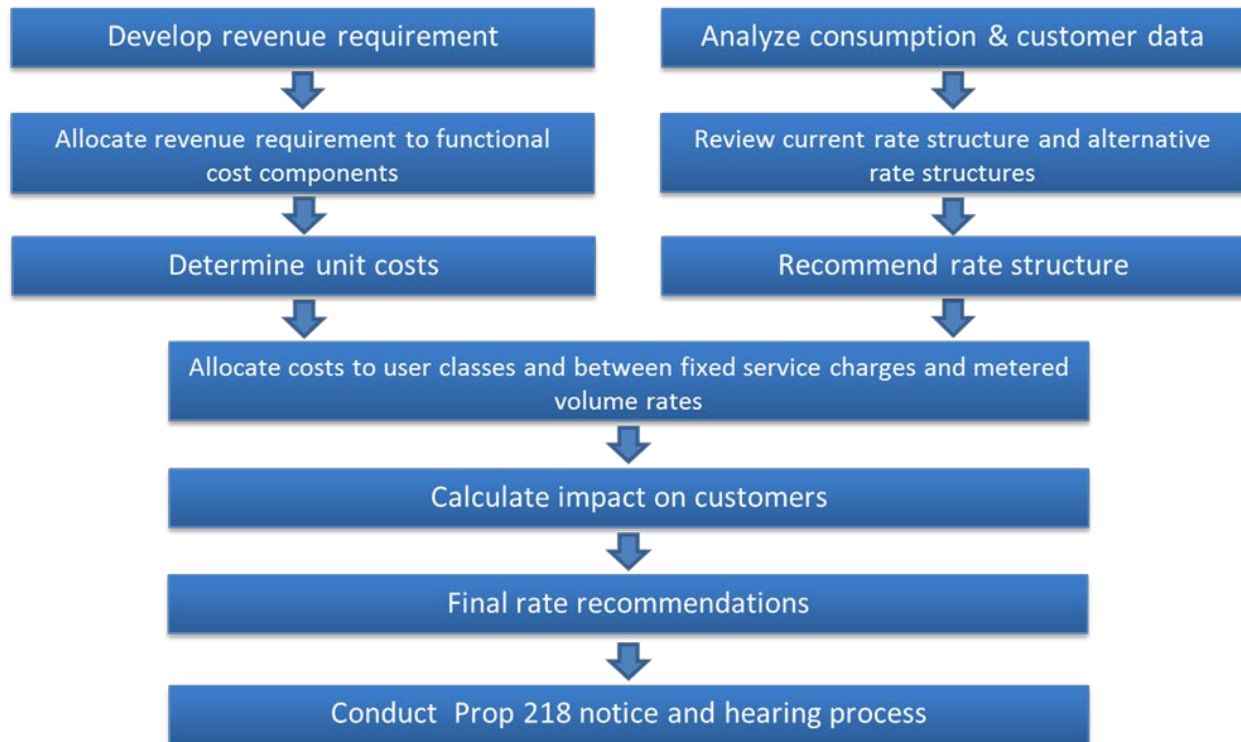 Develop revenue requirement
Allocate revenue requirement to functional
cost components
Determine unit costs
Analyze consumption & customer data
Review current rate structure and alternative
rate structures
Recommend rate structure
Allocate costs to user classes and between fixed service charges and metered
volume rates
Calculate impact on customers
Final rate recommendations
Conduct Prop 218 notice and hearing process